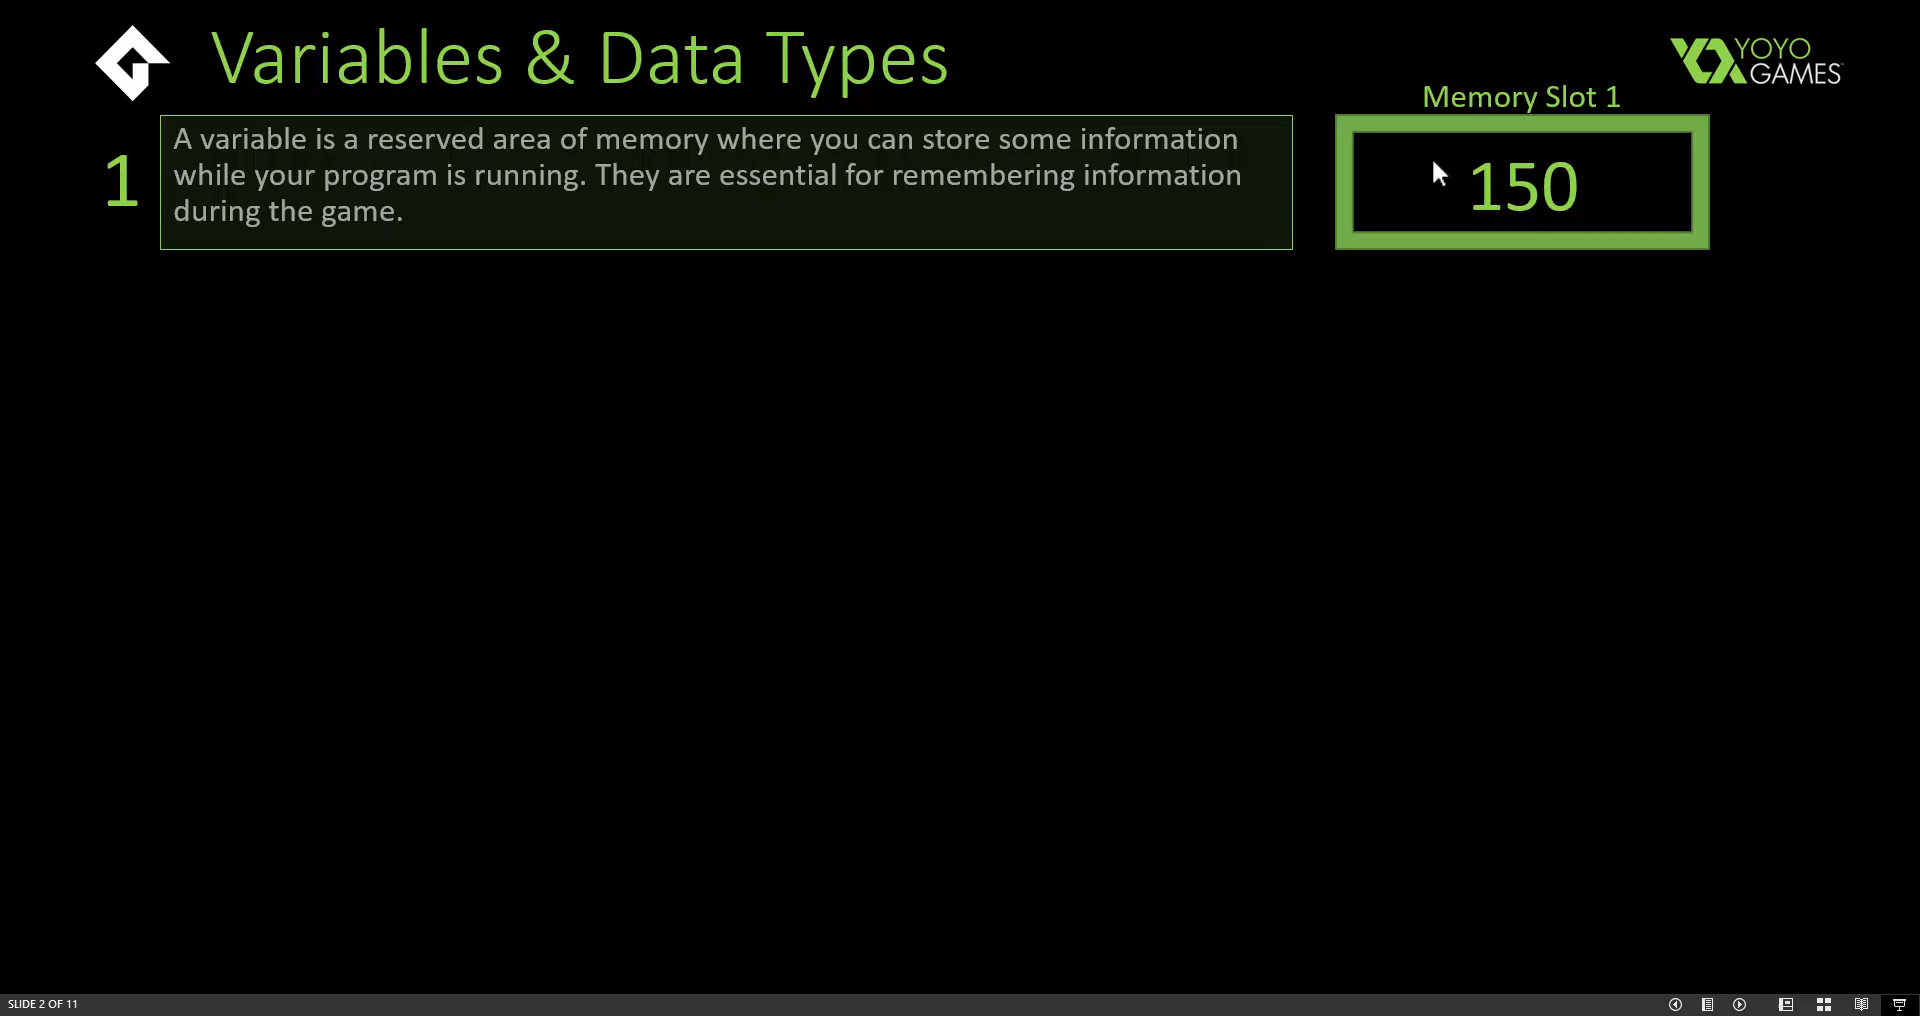 Variables & Data Types
YOYO
GAMES
Memory Slot 1
1
A variable is a reserved area of memory where you can store some information
while your program is running. They are essential for remembering information
during the game.
150
SLIDE 2 OF 11